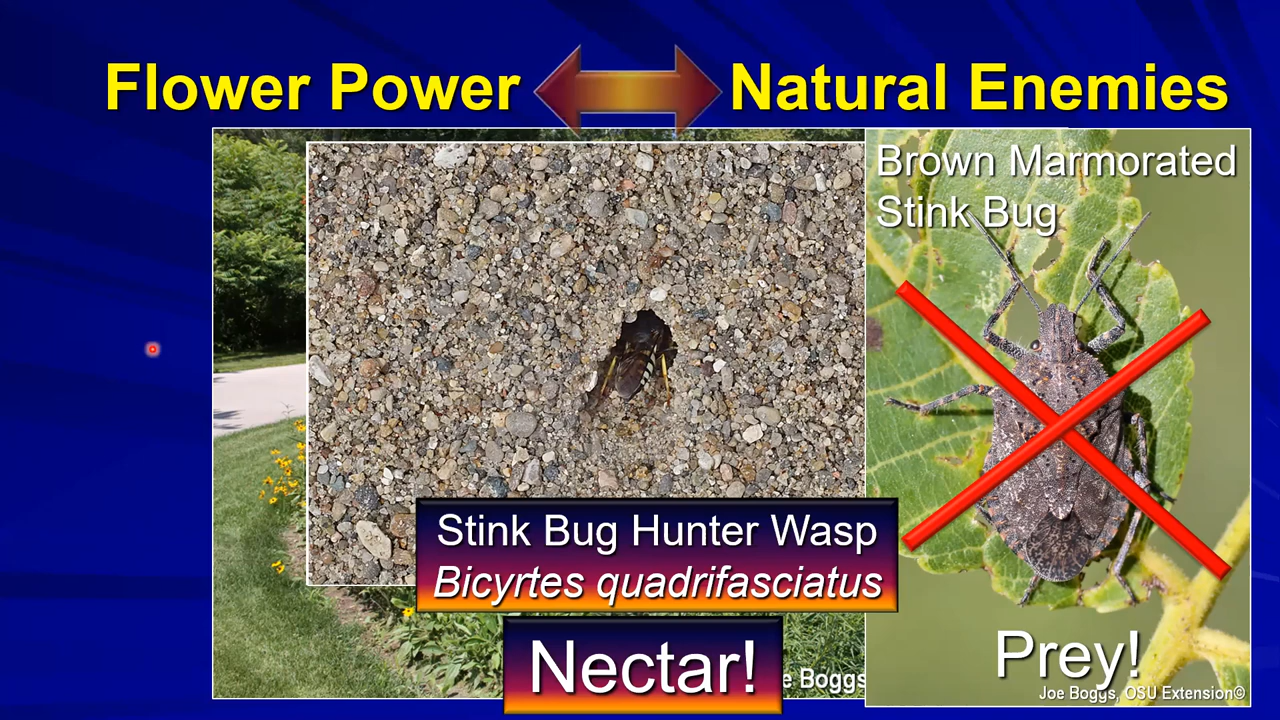 Flower Power
Natural Enemies
Brown Marmorated
Stink Bug
Stink Bug Hunter Wasp
Bicyrtes quadrifasciatus
Nectar!
Boggs
Prey!
Joe Boggs, OSU Extension©